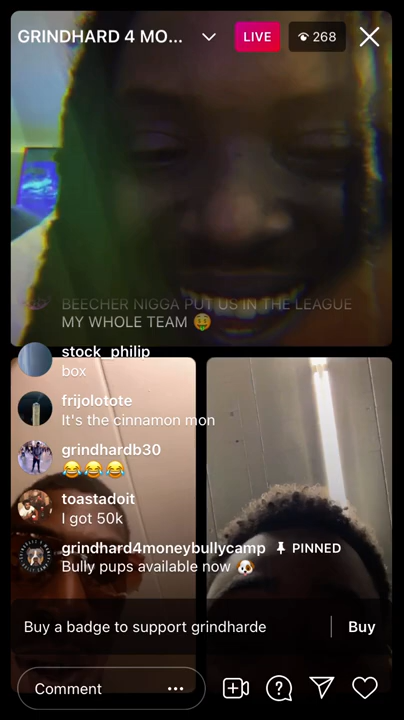 GRINDHARD 4 MO...
LIVE
268
BEECHER NIGGA PUT US IN THE LEAGUE
MY WHOLE TEAM 🤑
stock_philip
box
frijolotote
It's the cinnamon mon
grindhardb30
😂😂😂
toastadoit
I got 50k
grindhard4moneybullycamp PINNED
Bully pups available now 🐶
Buy a badge to support grindharde
Buy
Comment